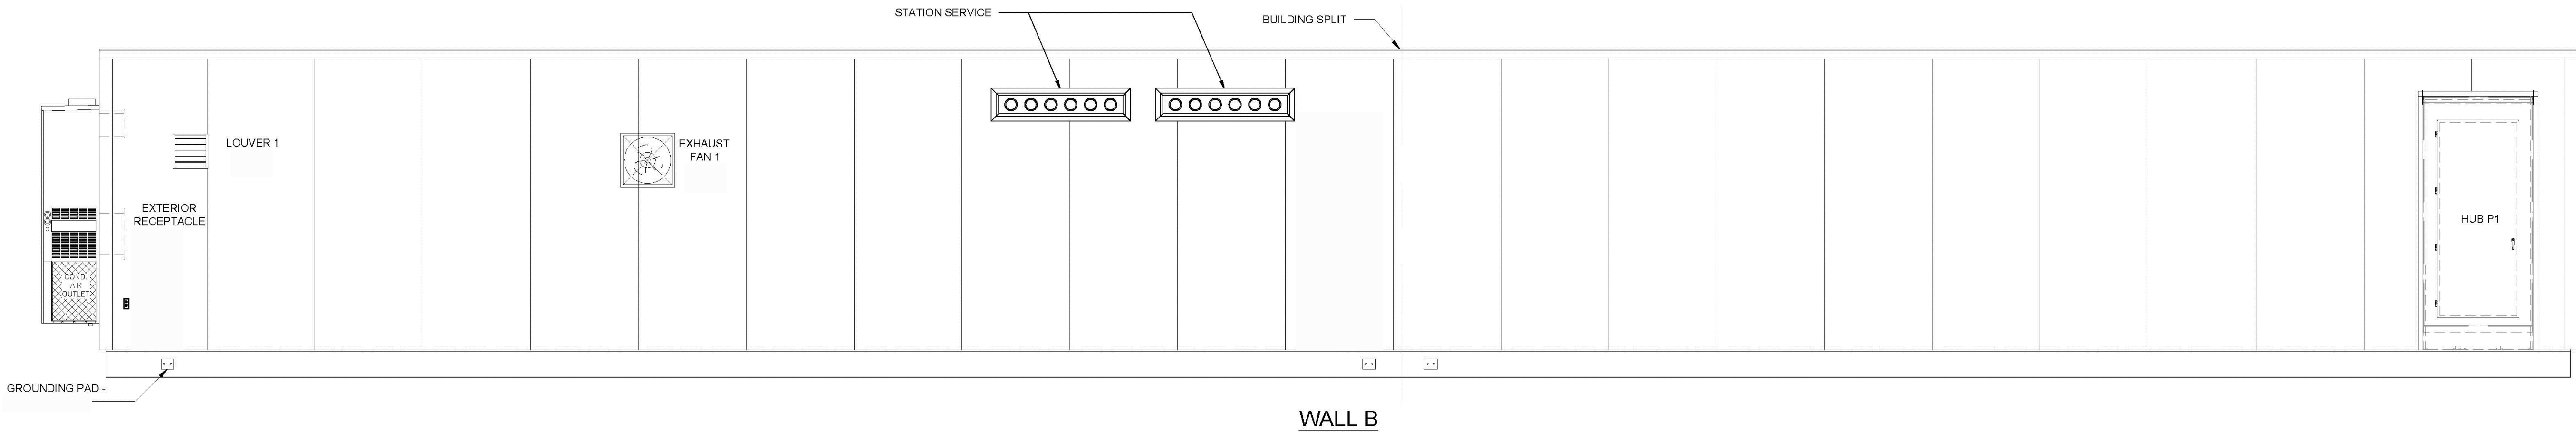 STATION SERVICE
BUILDING SPLIT
LOUVER 1
EXHAUST
FAN 1
EXTERIOR
RECEPTACLE
HUB P1
COND.
AIR
OUTLET
GROUNDING PAD -
WALL B